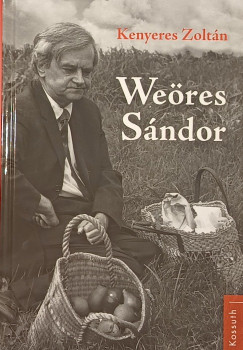 Kenyeres Zoltán
Weöres
Sándor
Kossuth